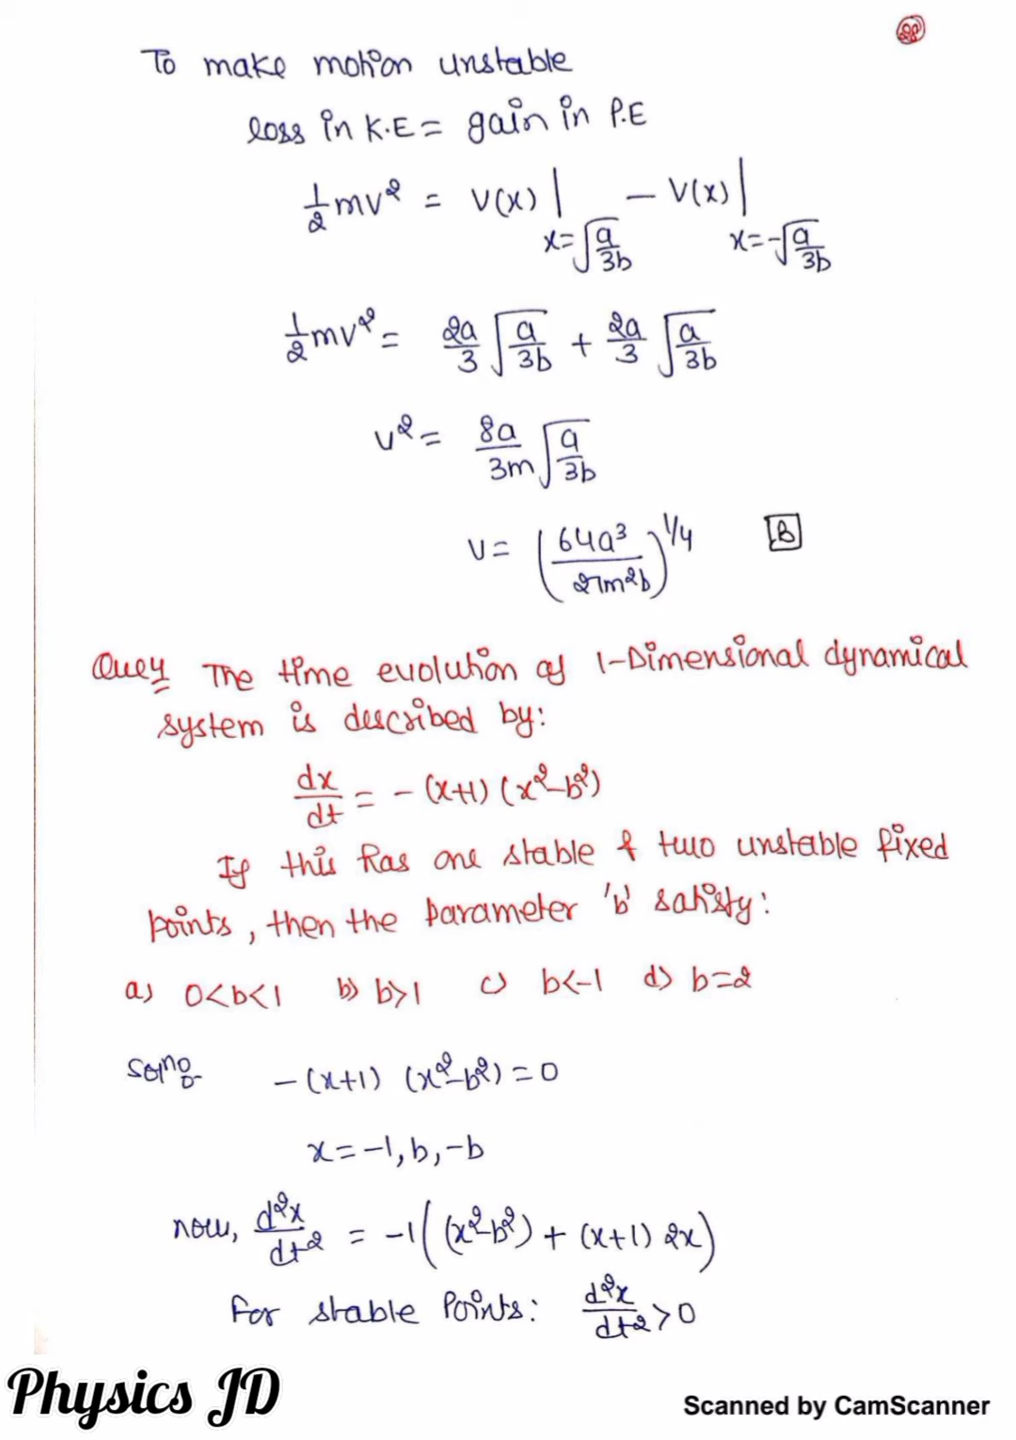 To make motion unstable
loss in K.E = gain in P.E
1/2 mv² = V(x)|x=√(a/3b) − V(x)|x=-√(a/3b)
1/2 mv² = 2a/3 √(a/3b) + 2a/3 √(a/3b)
v² = 8a/3m √(a/3b)
v = (64a³/27m²b)^1/4 B
Quey The time evolution of 1-Dimensional dynamical
system is described by:
dx/dt = - (x+1) (x²-b²)
If this has one stable & two unstable fixed
points, then the parameter 'b' satisfy:
a) 0<b<1 b) b>1 c) b<-1 d) b=2
Soln - (x+1) (x²-b²) = 0
x = -1, b, -b
now, d²x/dt² = -1((x²-b²) + (x+1) 2x)
For stable Points: d²x/dt² > 0
Physics JD
Scanned by CamScanner